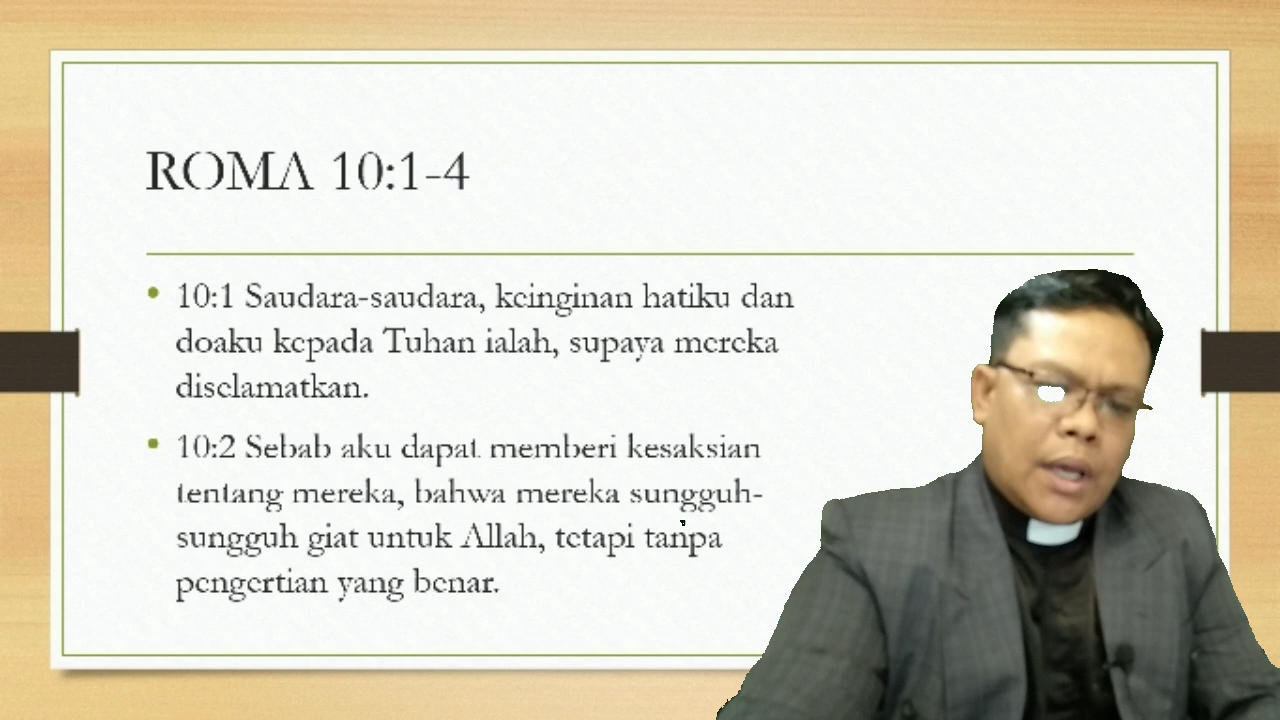 ROMA 10:1-4
10:1 Saudara-saudara, keinginan hatiku dan
doaku kepada Tuhan ialah, supaya mereka
diselamatkan.
10:2 Sebab aku dapat memberi kesaksian
tentang mereka, bahwa mereka sungguh-
sungguh giat untuk Allah, tetapi tanpa
pengertian yang benar.